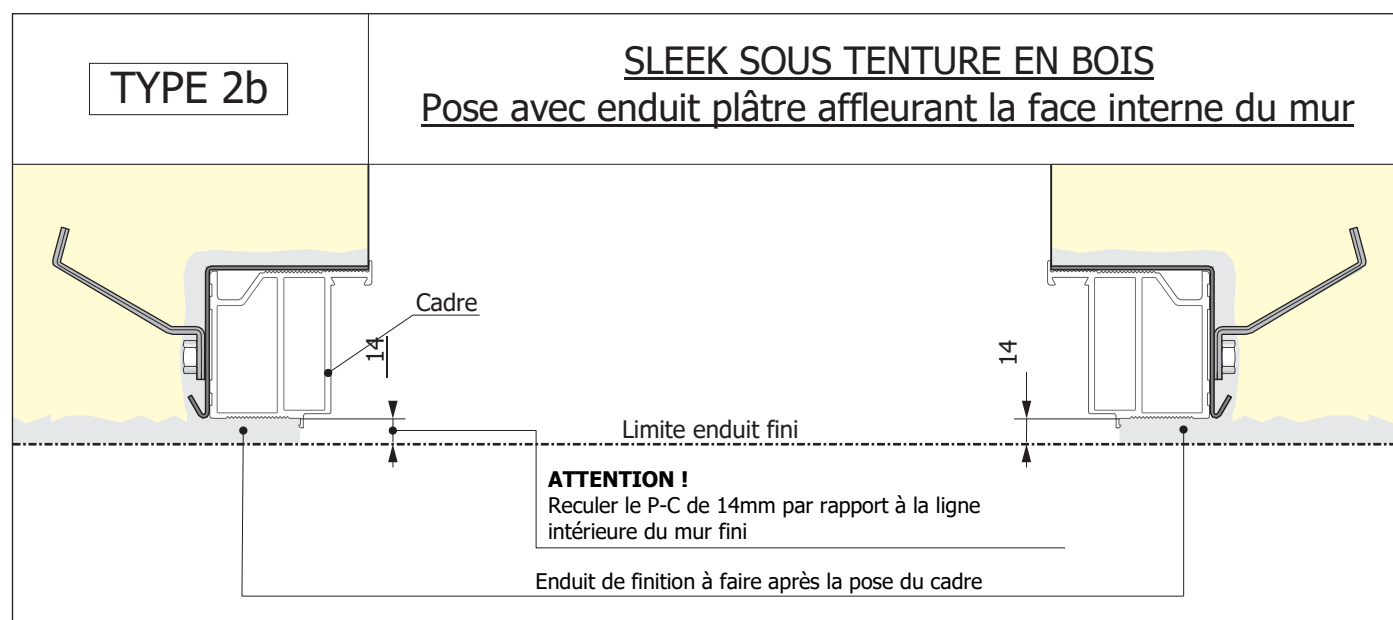 TYPE 2b
SLEEK SOUS TENTURE EN BOIS
Pose avec enduit plâtre affleurant la face interne du mur
Cadre
14
14
Limite enduit fini
ATTENTION !
Reculer le P-C de 14mm par rapport à la ligne
intérieure du mur fini
Enduit de finition à faire après la pose du cadre